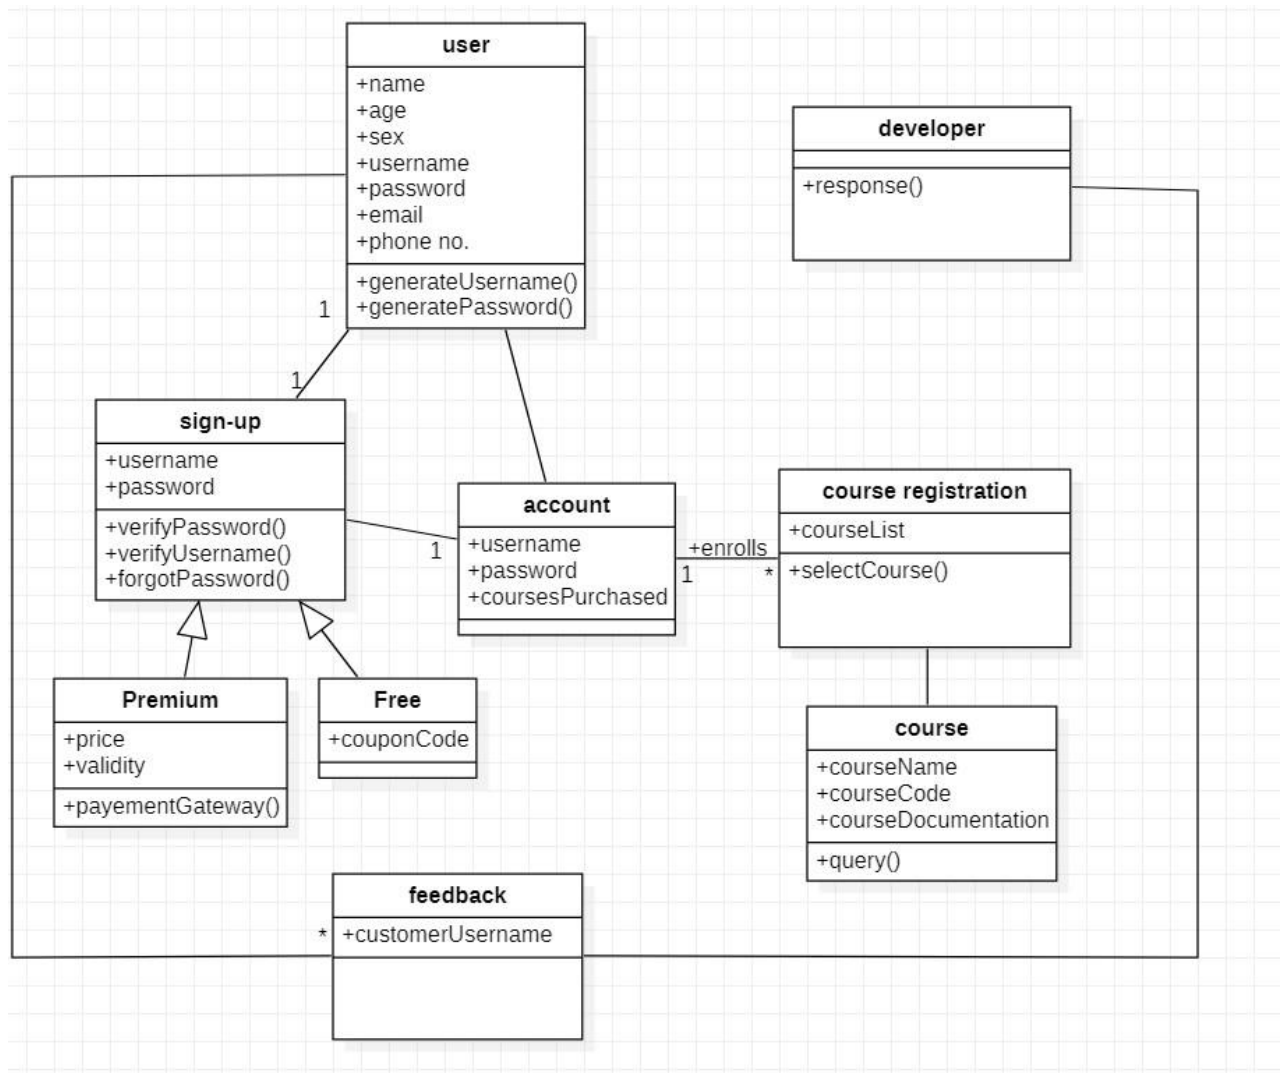 user
+name
+age
+sex
+username
+password
+email
+phone no.
+generateUsername()
+generatePassword()
developer
+response()
1
1
sign-up
+username
+password
+verifyPassword()
+verifyUsername()
+forgotPassword()
1
account
+username
+password
+coursesPurchased
+enrolls
1
*
course registration
+courseList
+selectCourse()
Premium
+price
+validity
+payementGateway()
Free
+couponCode
course
+courseName
+courseCode
+courseDocumentation
+query()
feedback
*
+customerUsername